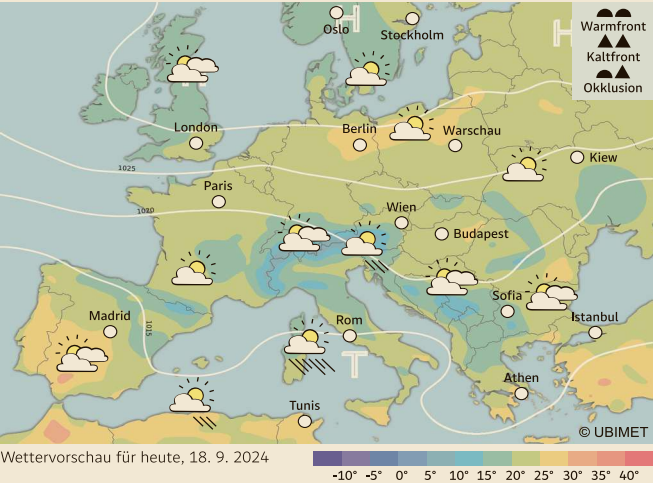 H
H
Warmfront
Kaltfront
Okklusion
Oslo
Stockholm
London
Berlin
Warschau
Kiew
1025
Paris
1020
Wien
Budapest
Madrid
1015
Sofia
Istanbul
Rom
T
Athen
Tunis
© UBIMET
Wettervorschau für heute, 18. 9. 2024
-10° -5° 0° 5° 10° 15° 20° 25° 30° 35° 40°